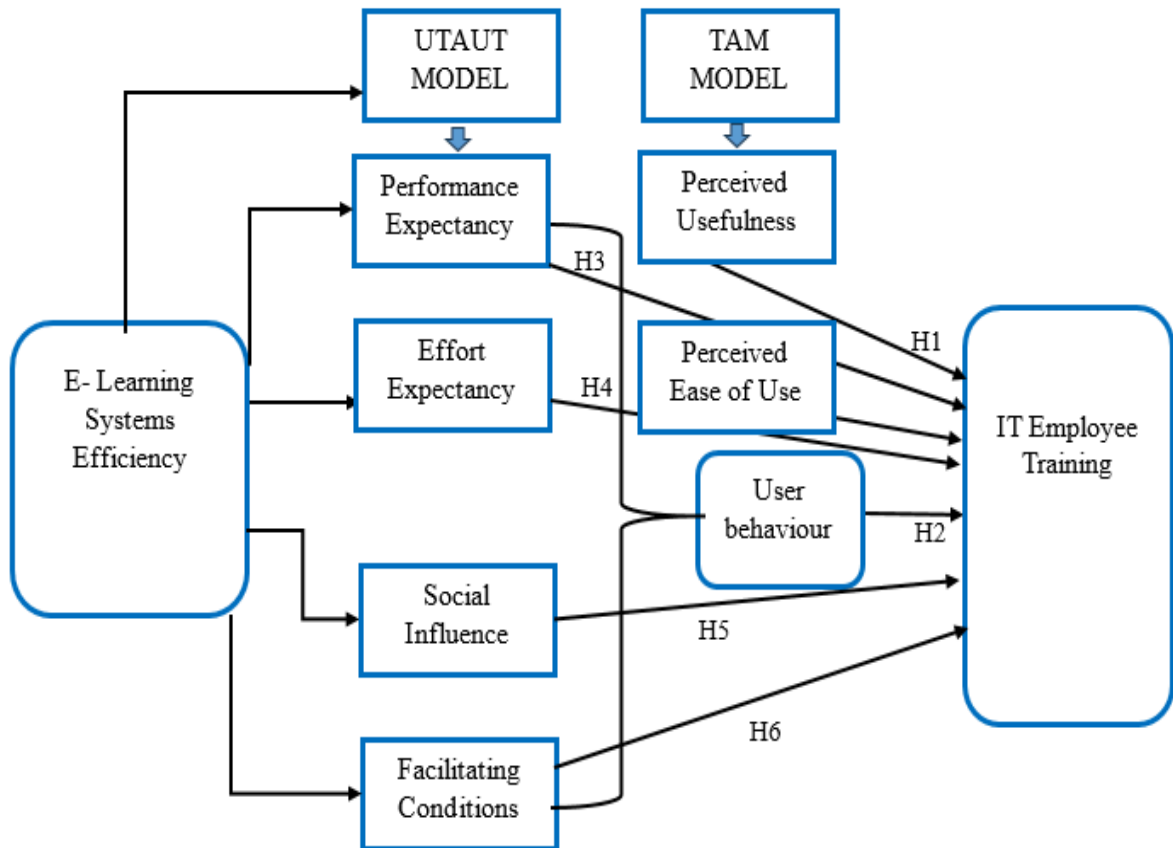 UTAUT
MODEL
TAM
MODEL
Performance
Expectancy
Perceived
Usefulness
H3
H1
E- Learning
Systems
Efficiency
Effort
Expectancy
H4
Perceived
Ease of Use
IT Employee
Training
User
behaviour
H2
Social
Influence
H5
H6
Facilitating
Conditions